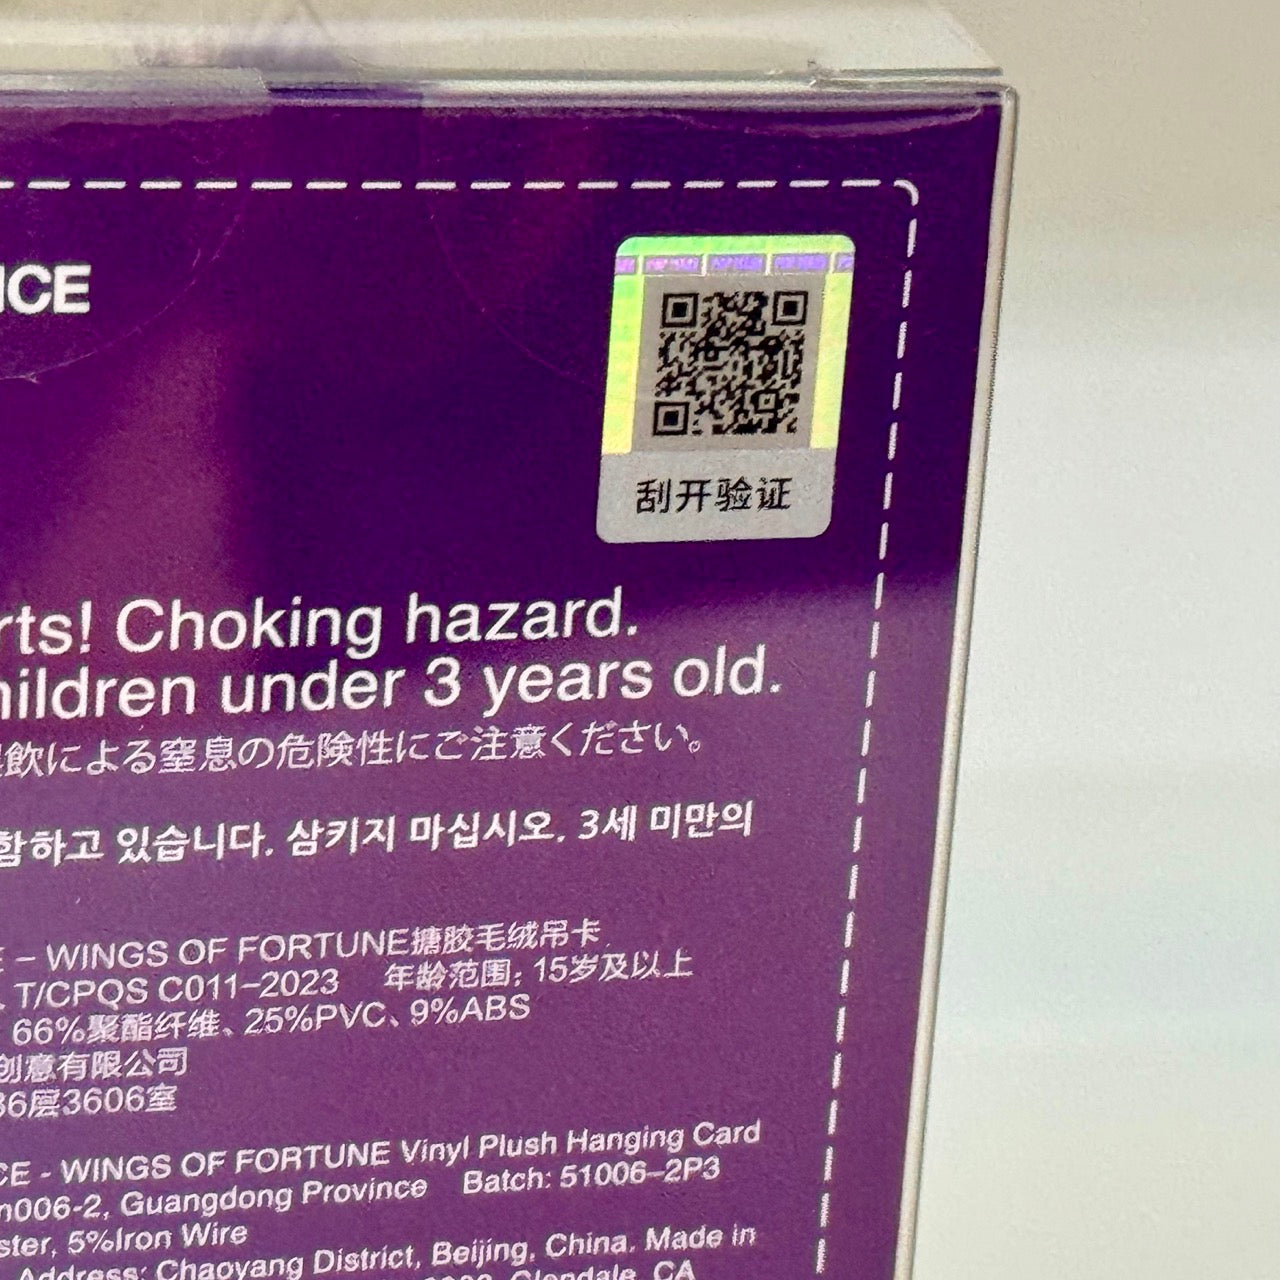 ICE
刮开验证
rts! Choking hazard.
hildren under 3 years old.
飲による窒息の危険性にご注意ください。
함하고 있습니다. 삼키지 마십시오. 3세 미만의
E – WINGS OF FORTUNE搪胶毛绒吊卡
T/CPQS C011–2023 年龄范围: 15岁及以上
66%聚酯纤维、25%PVC、9%ABS
创意有限公司
36层3606室
CE - WINGS OF FORTUNE Vinyl Plush Hanging Card
n006-2, Guangdong Province Batch: 51006–2P3
ster, 5%Iron Wire
Address: Chaoyang District, Beijing, China. Made in
Glendale, CA